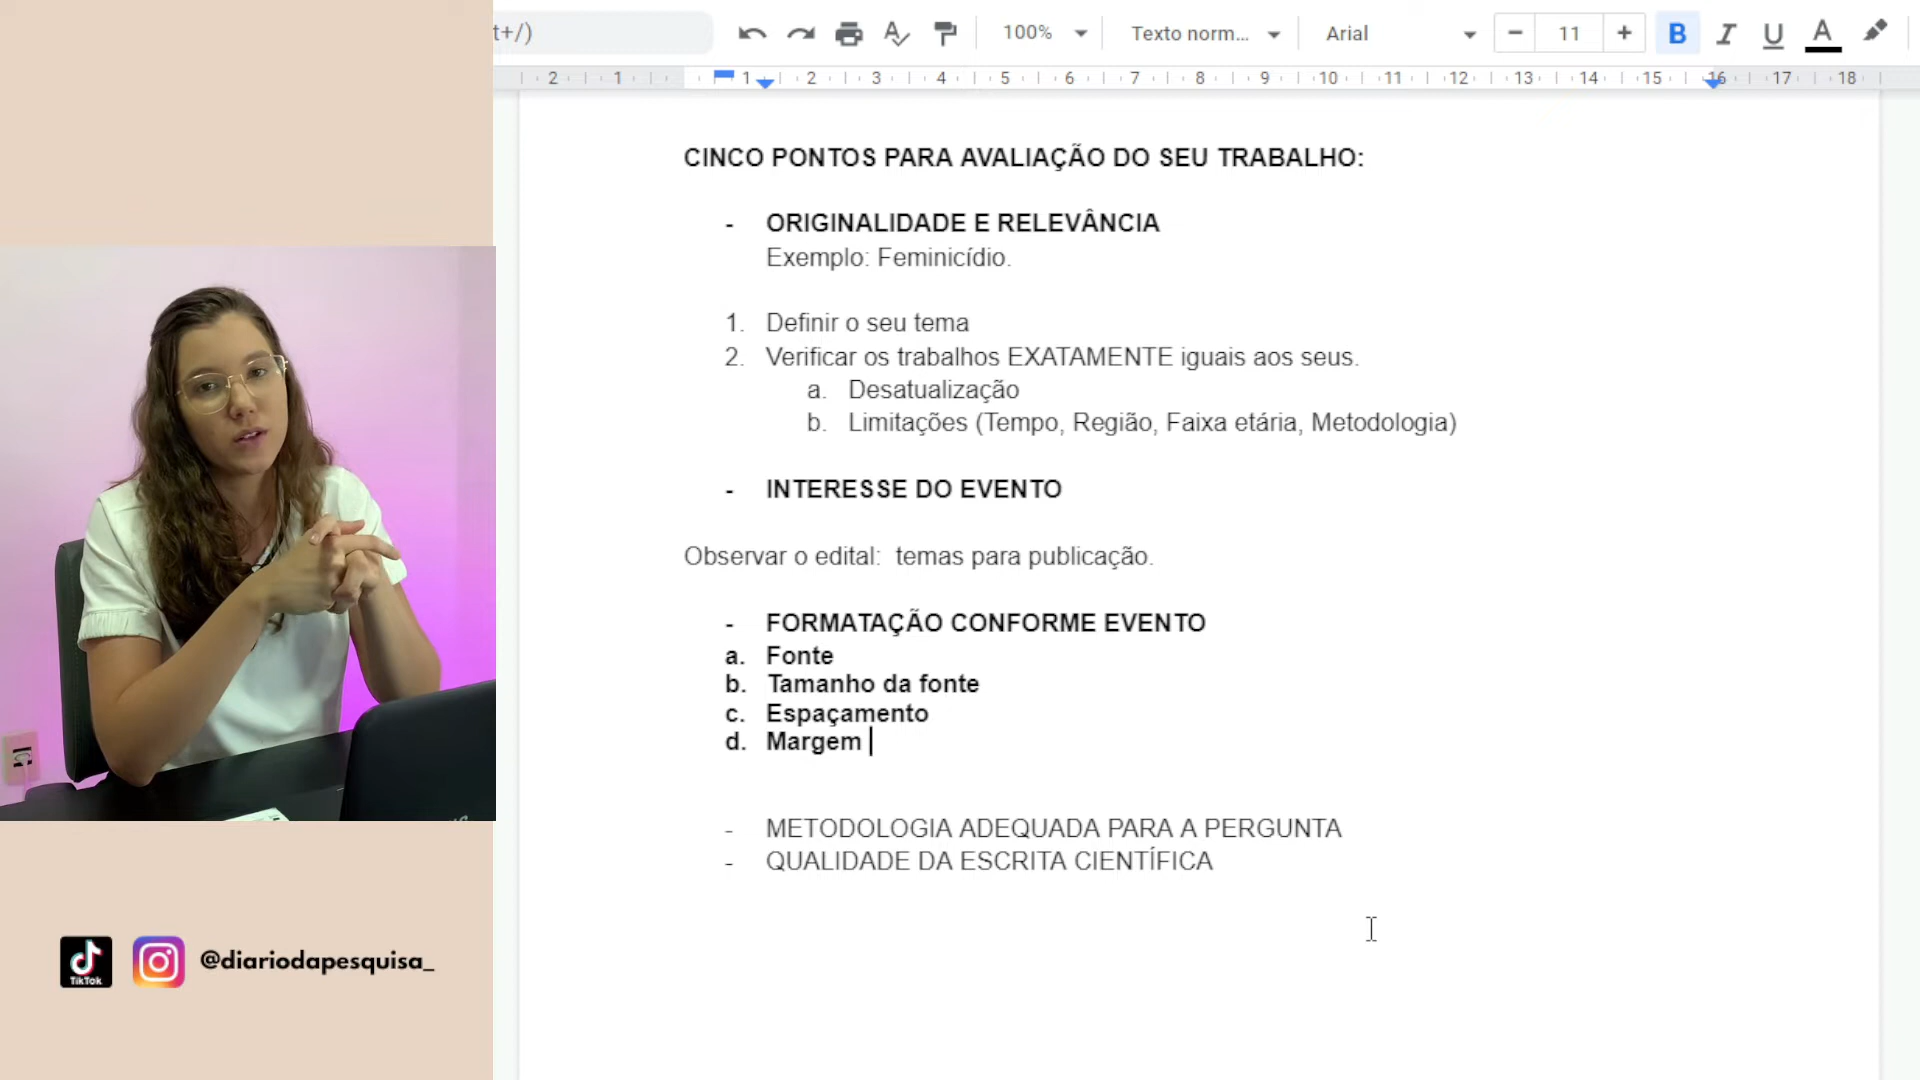 t+/)
100%
Texto norm...
Arial
11
B
I
U
A
2 1 1 2 3 4 5 6 7 8 9 10 11 12 13 14 15 16 17 18
CINCO PONTOS PARA AVALIAÇÃO DO SEU TRABALHO:
- ORIGINALIDADE E RELEVÂNCIA
Exemplo: Feminicídio.
1. Definir o seu tema
2. Verificar os trabalhos EXATAMENTE iguais aos seus.
a. Desatualização
b. Limitações (Tempo, Região, Faixa etária, Metodologia)
- INTERESSE DO EVENTO
Observar o edital:  temas para publicação.
- FORMATAÇÃO CONFORME EVENTO
a. Fonte
b. Tamanho da fonte
c. Espaçamento
d. Margem
- METODOLOGIA ADEQUADA PARA A PERGUNTA
- QUALIDADE DA ESCRITA CIENTÍFICA
TikTok
@diariodapesquisa_